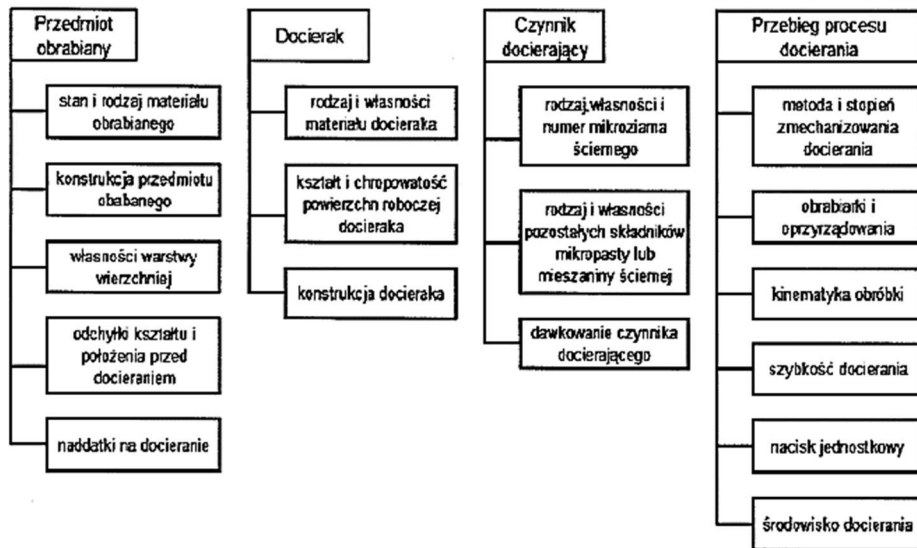 Przedmiot
obrabiany
stan i rodzaj materiału
obrabianego
konstrukcja przedmiotu
obabanego
własności warstwy
wierzchniej
odchyłki kształtu i
położenia przed
docieraniem
naddatki na docieranie
Docierak
rodzaj i własności
materiału docieraka
kształt i chropowatość
powierzchn roboczej
docieraka
konstrukcja docieraka
Czynnik
docierający
rodzaj,własności i
numer mikroziarna
ściernego
rodzaj i własności
pozostałych składników
mikropasty lub
mieszaniny ściernej
dawkowanie czynnika
docierającego
Przebieg procesu
docierania
metoda i stopień
zmechanizowania
docierania
obrabiarki i
oprzyrządowania
kinematyka obróbki
szybkość docierania
nacisk jednostkowy
środowisko docierania